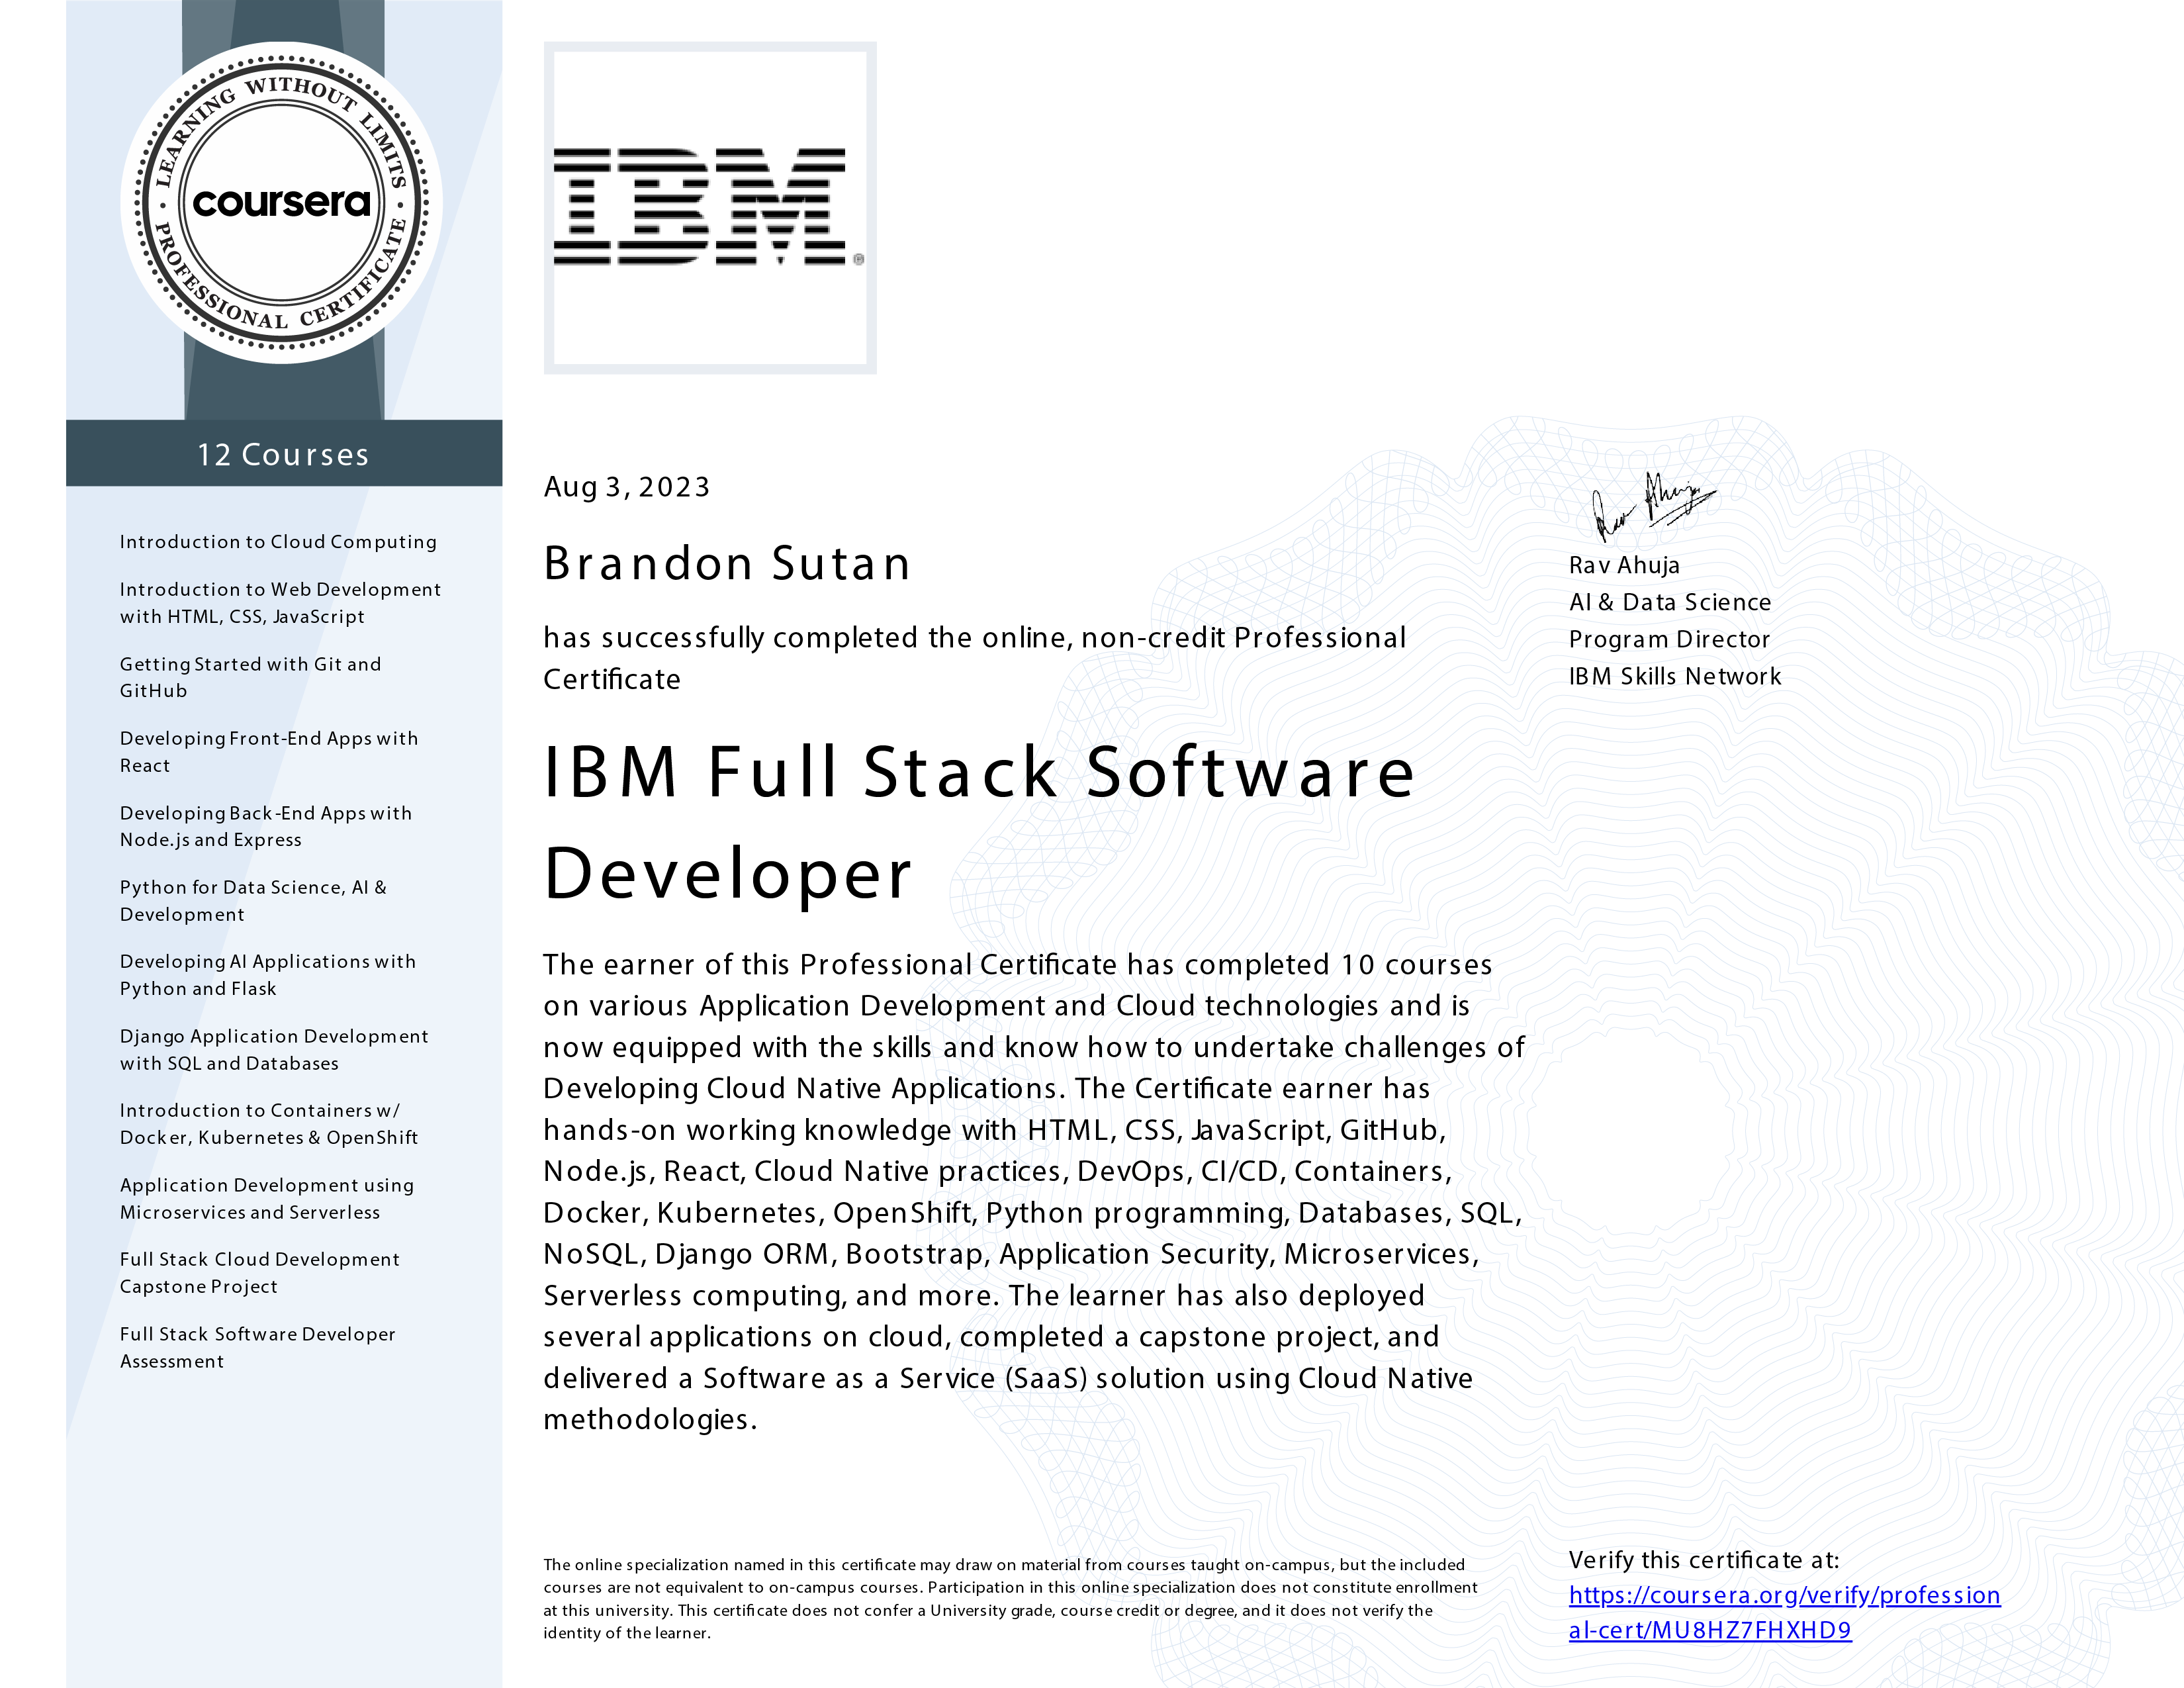 LEARNING WITHOUT LIMITS
coursera
PROFESSIONAL CERTIFICATE
12 Courses
Introduction to Cloud Computing
Introduction to Web Development
with HTML, CSS, JavaScript
Getting Started with Git and
GitHub
Developing Front-End Apps with
React
Developing Back-End Apps with
Node.js and Express
Python for Data Science, AI &
Development
Developing AI Applications with
Python and Flask
Django Application Development
with SQL and Databases
Introduction to Containers w/
Docker, Kubernetes & OpenShift
Application Development using
Microservices and Serverless
Full Stack Cloud Development
Capstone Project
Full Stack Software Developer
Assessment
IBM®
Aug 3, 2023
Brandon Sutan
has successfully completed the online, non-credit Professional
Certificate
IBM Full Stack Software
Developer
The earner of this Professional Certificate has completed 10 courses
on various Application Development and Cloud technologies and is
now equipped with the skills and know how to undertake challenges of
Developing Cloud Native Applications. The Certificate earner has
hands-on working knowledge with HTML, CSS, JavaScript, GitHub,
Node.js, React, Cloud Native practices, DevOps, CI/CD, Containers,
Docker, Kubernetes, OpenShift, Python programming, Databases, SQL,
NoSQL, Django ORM, Bootstrap, Application Security, Microservices,
Serverless computing, and more. The learner has also deployed
several applications on cloud, completed a capstone project, and
delivered a Software as a Service (SaaS) solution using Cloud Native
methodologies.
Rav Ahuja
Rav Ahuja
AI & Data Science
Program Director
IBM Skills Network
The online specialization named in this certificate may draw on material from courses taught on-campus, but the included
courses are not equivalent to on-campus courses. Participation in this online specialization does not constitute enrollment
at this university. This certificate does not confer a University grade, course credit or degree, and it does not verify the
identity of the learner.
Verify this certificate at:
https://coursera.org/verify/profession
al-cert/MU8HZ7FHXHD9